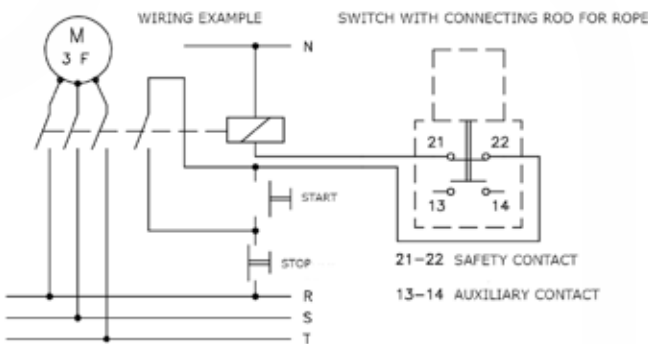 WIRING EXAMPLE
SWITCH WITH CONNECTING ROD FOR ROPE
M
3 F
N
21
22
13
14
START
STOP
21-22 SAFETY CONTACT
13-14 AUXILIARY CONTACT
R
S
T